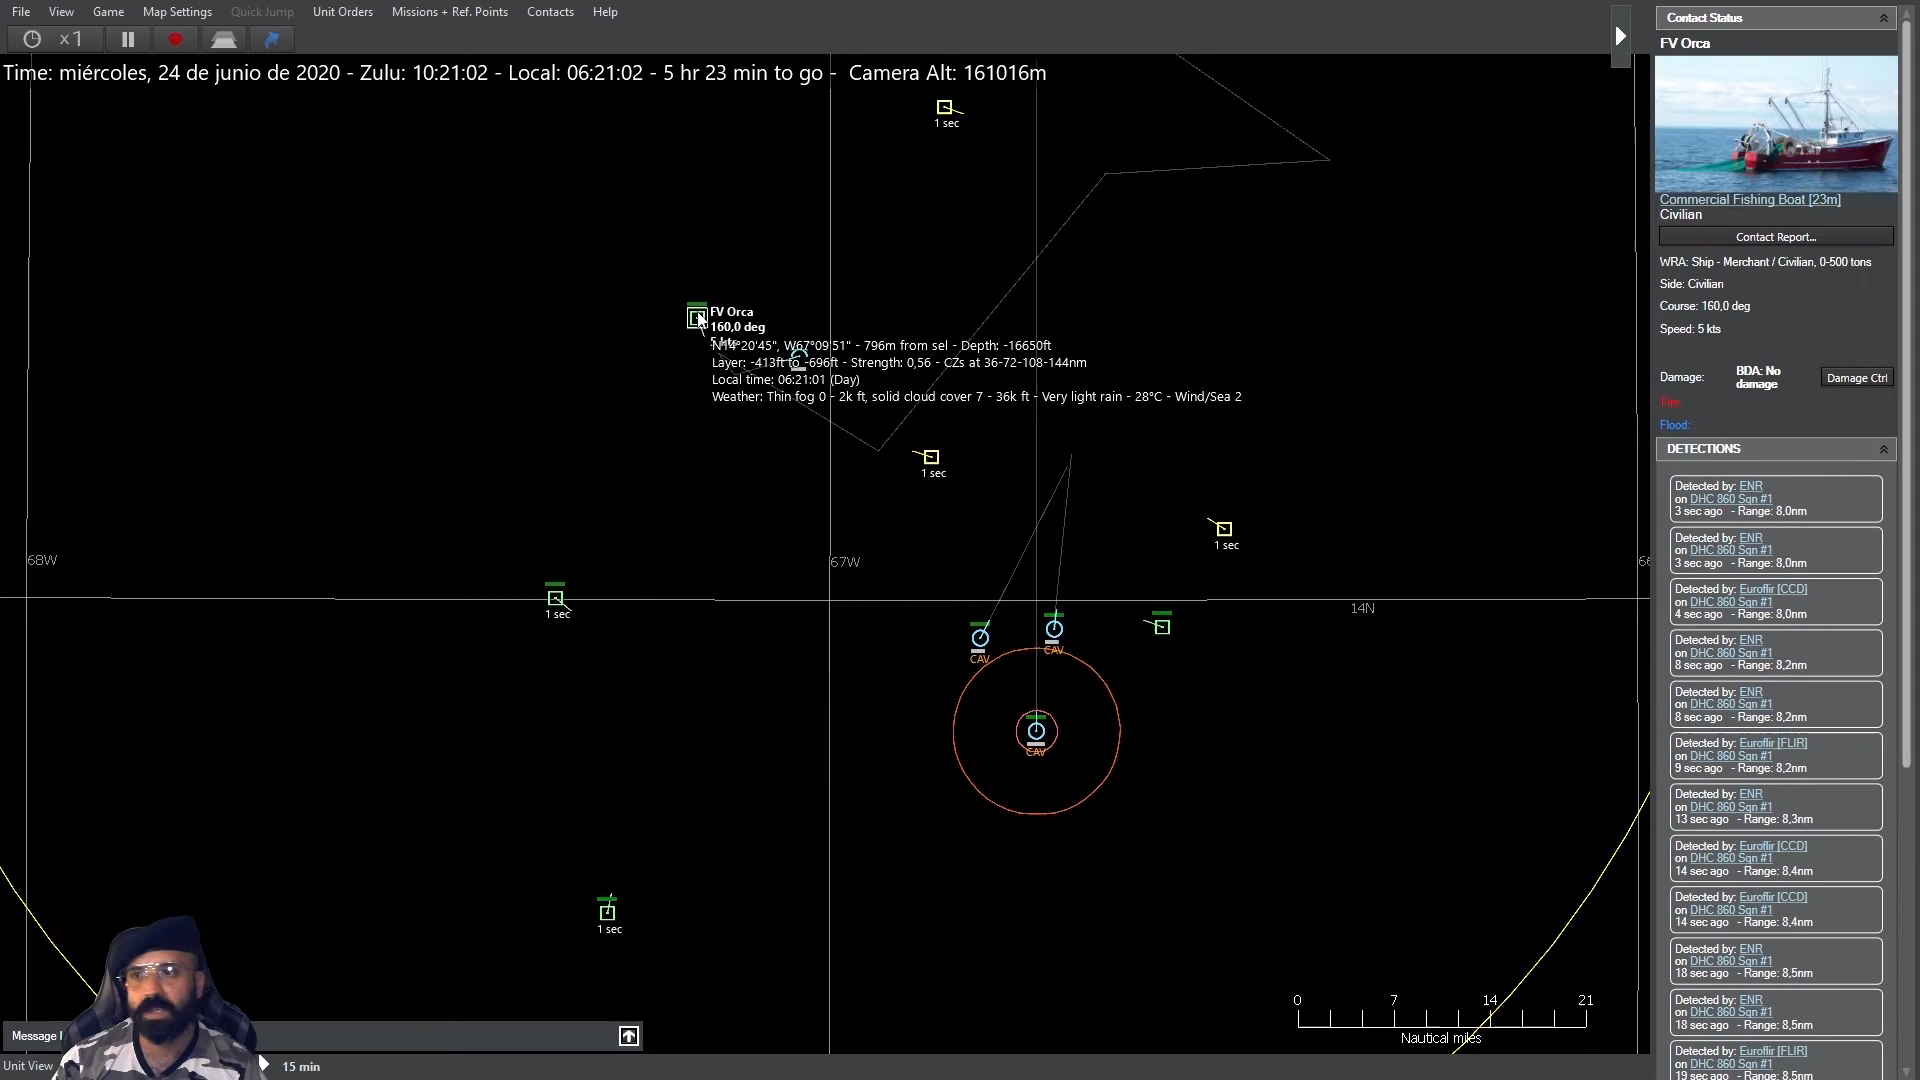 File View Game Map Settings Quick Jump Unit Orders Missions + Ref. Points Contacts Help
x1
Time: miércoles, 24 de junio de 2020 - Zulu: 10:21:02 - Local: 06:21:02 - 5 hr 23 min to go - Camera Alt: 161016m
1 sec
FV Orca
160,0 deg
N14°20'45", W67°09'51" - 796m from sel - Depth: -16650ft
Layer: -413ft to -696ft - Strength: 0,56 - CZs at 36-72-108-144nm
Local time: 06:21:01 (Day)
Weather: Thin fog 0 - 2k ft, solid cloud cover 7 - 36k ft - Very light rain - 28°C - Wind/Sea 2
1 sec
1 sec
68W
67W
14N
1 sec
CAV
CAV
CAV
1 sec
0 7 14 21
Nautical miles
Unit View
15 min
Contact Status
FV Orca
Commercial Fishing Boat [23m]
Civilian
Contact Report...
WRA: Ship - Merchant / Civilian, 0-500 tons
Side: Civilian
Course: 160,0 deg
Speed: 5 kts
Damage: BDA: No damage Damage Ctrl
Fire:
Flood:
DETECTIONS
Detected by: ENR
on DHC 860 Sqn #1
3 sec ago - Range: 8,0nm
Detected by: ENR
on DHC 860 Sqn #1
3 sec ago - Range: 8,0nm
Detected by: Euroflir [CCD]
on DHC 860 Sqn #1
4 sec ago - Range: 8,0nm
Detected by: ENR
on DHC 860 Sqn #1
8 sec ago - Range: 8,2nm
Detected by: ENR
on DHC 860 Sqn #1
8 sec ago - Range: 8,2nm
Detected by: Euroflir [FLIR]
on DHC 860 Sqn #1
9 sec ago - Range: 8,2nm
Detected by: ENR
on DHC 860 Sqn #1
13 sec ago - Range: 8,3nm
Detected by: Euroflir [CCD]
on DHC 860 Sqn #1
14 sec ago - Range: 8,4nm
Detected by: Euroflir [CCD]
on DHC 860 Sqn #1
14 sec ago - Range: 8,4nm
Detected by: ENR
on DHC 860 Sqn #1
18 sec ago - Range: 8,5nm
Detected by: ENR
on DHC 860 Sqn #1
18 sec ago - Range: 8,5nm
Detected by: Euroflir [FLIR]
on DHC 860 Sqn #1
19 sec ago - Range: 8,5nm
Message